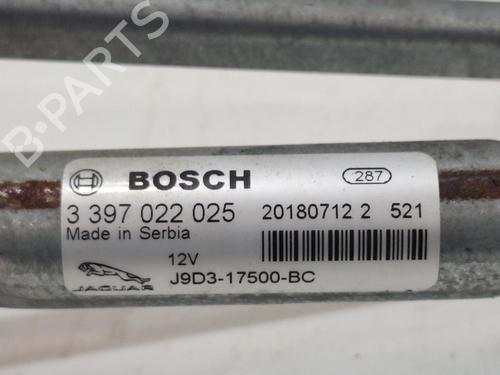 B-PARTS
BOSCH 287
3 397 022 025 20180712 2 521
Made in Serbia
12V
J9D3-17500-BC
JAGUAR